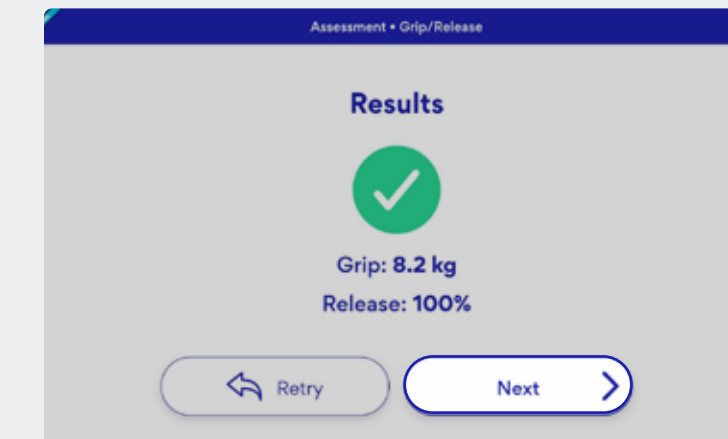 Assessment • Grip/Release
Results
Grip: 8.2 kg
Release: 100%
Retry
Next